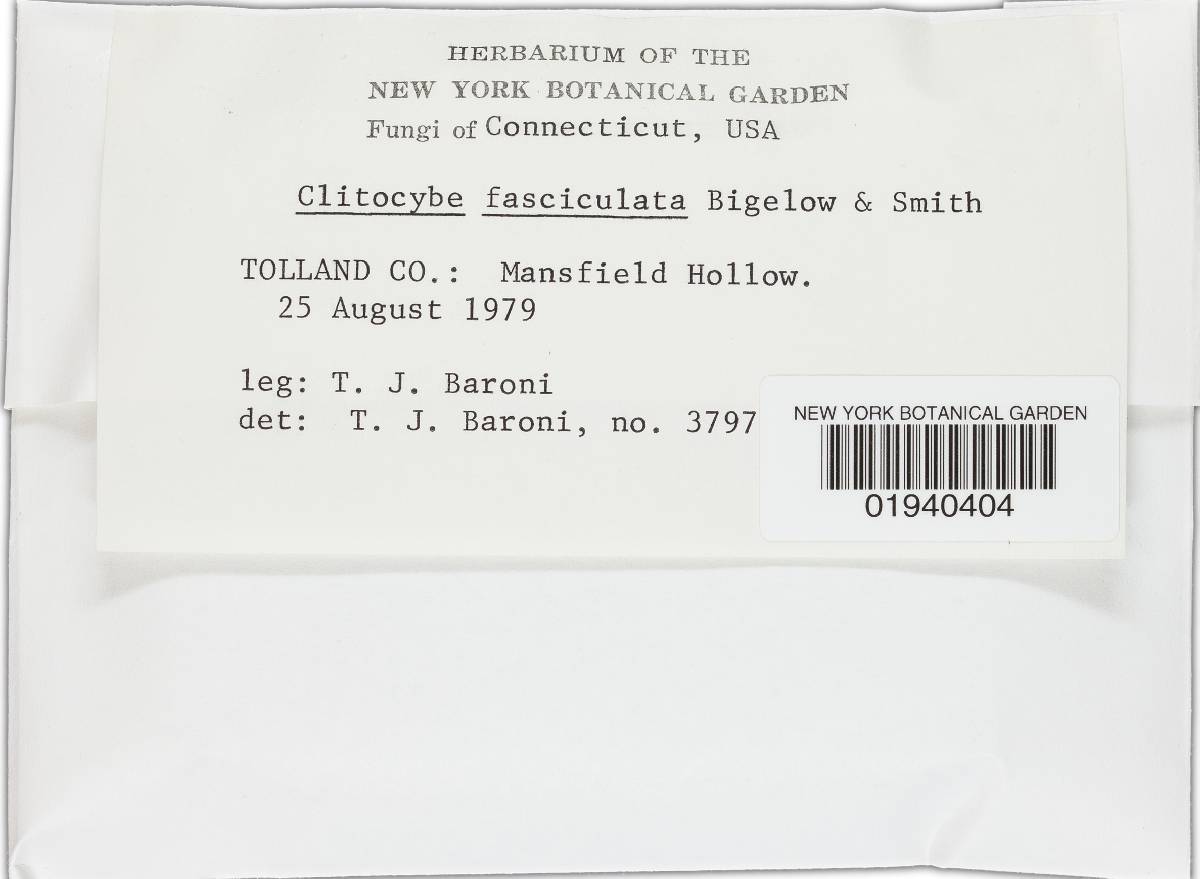 HERBARIUM OF THE
NEW YORK BOTANICAL GARDEN
Fungi of Connecticut, USA
Clitocybe fasciculata Bigelow & Smith
TOLLAND CO.: Mansfield Hollow.
25 August 1979
leg: T. J. Baroni
det: T. J. Baroni, no. 3797
NEW YORK BOTANICAL GARDEN
01940404